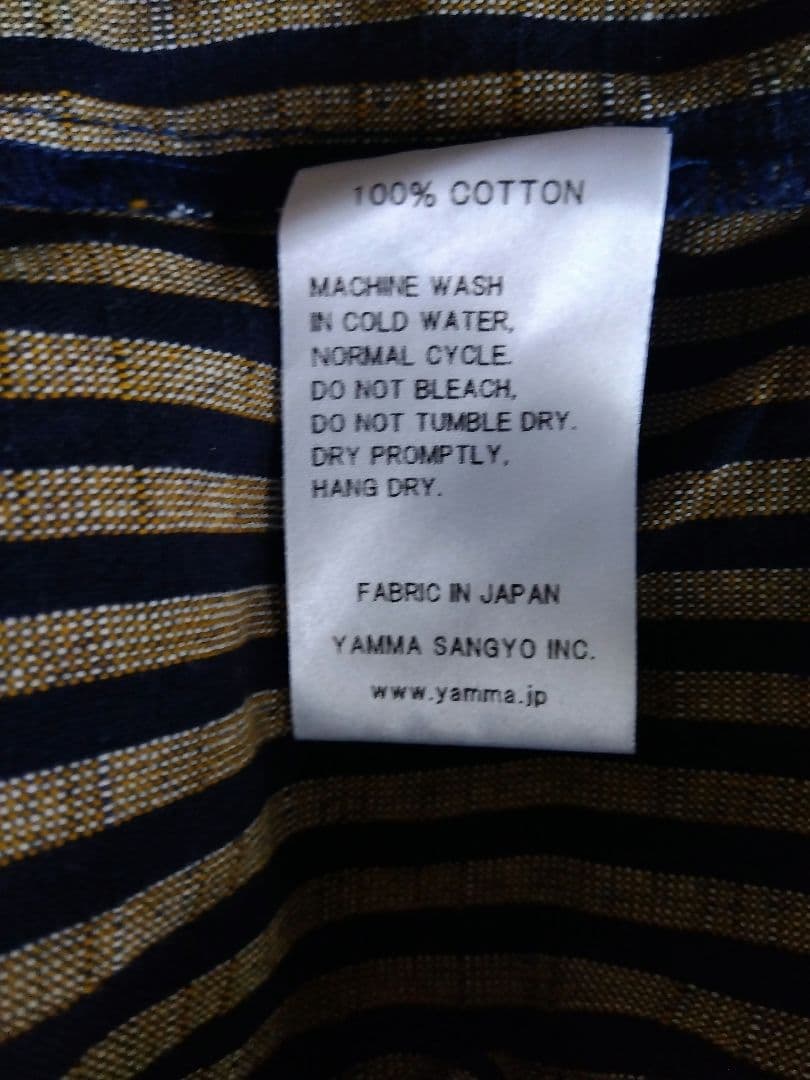 100% COTTON
MACHINE WASH
IN COLD WATER,
NORMAL CYCLE.
DO NOT BLEACH,
DO NOT TUMBLE DRY.
DRY PROMPTLY,
HANG DRY.
FABRIC IN JAPAN
YAMMA SANGYO INC.
www.yamma.jp